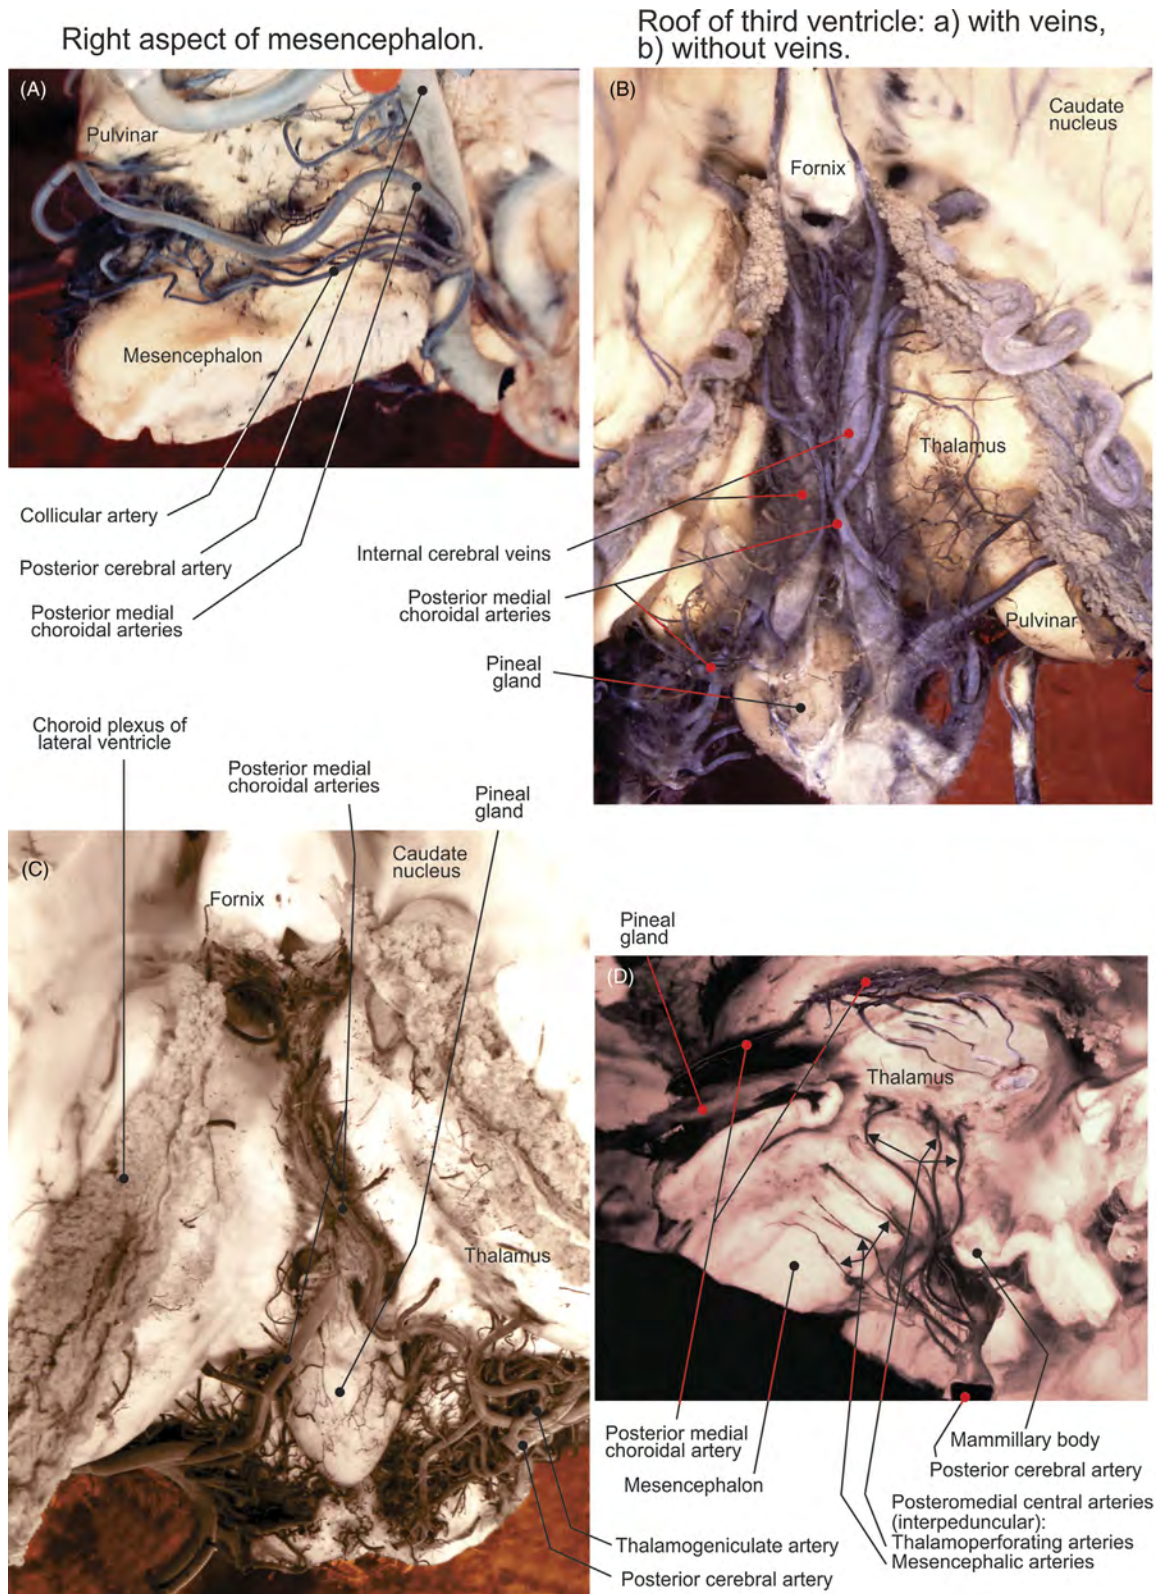 Right aspect of mesencephalon.
Roof of third ventricle: a) with veins,
b) without veins.
(A)
Pulvinar
Mesencephalon
Collicular artery
Posterior cerebral artery
Posterior medial
choroidal arteries
(B)
Caudate
nucleus
Fornix
Thalamus
Pulvinar
Internal cerebral veins
Posterior medial
choroidal arteries
Pineal
gland
Choroid plexus of
lateral ventricle
Posterior medial
choroidal arteries
Pineal
gland
(C)
Caudate
nucleus
Fornix
Thalamus
Thalamogeniculate artery
Posterior cerebral artery
Pineal
gland
(D)
Thalamus
Posterior medial
choroidal artery
Mesencephalon
Mammillary body
Posterior cerebral artery
Posteromedial central arteries
(interpeduncular):
Thalamoperforating arteries
Mesencephalic arteries